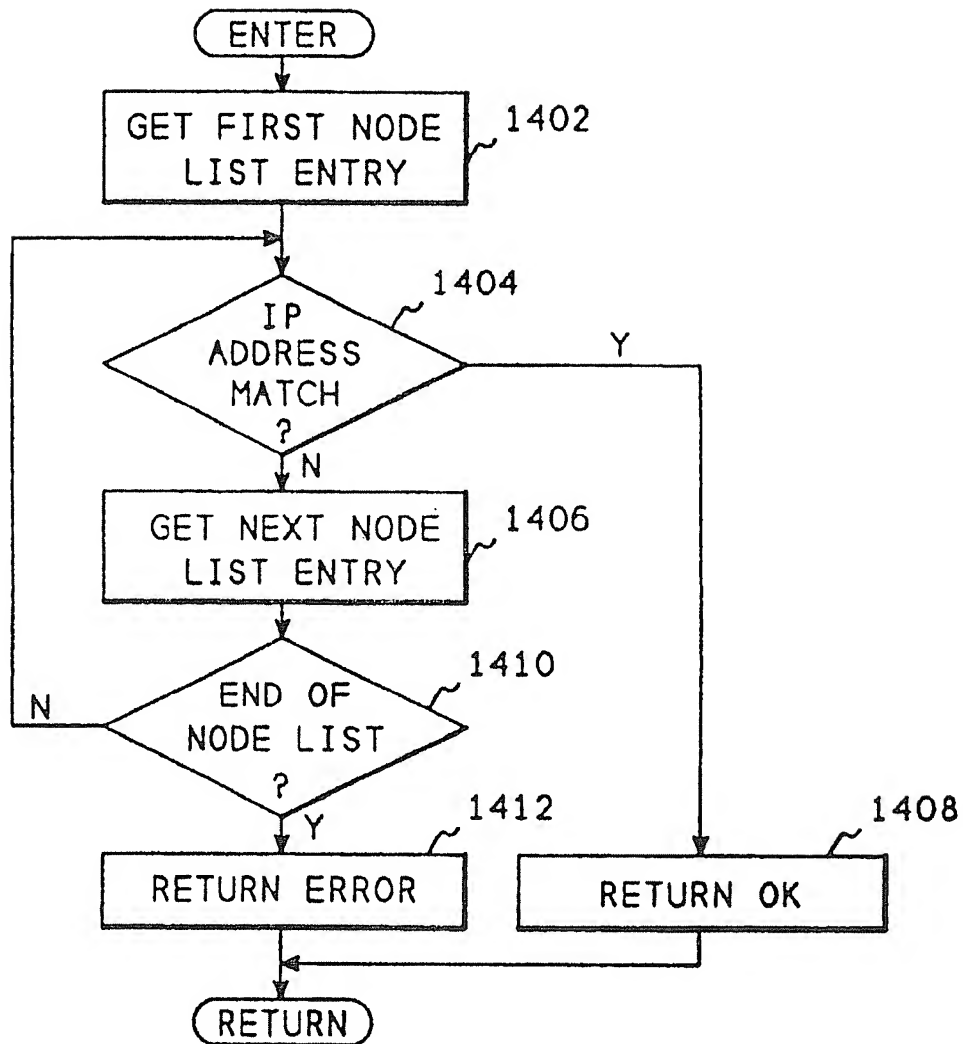 ENTER
GET FIRST NODE
LIST ENTRY
1402
IP
ADDRESS
MATCH
?
1404
Y
N
GET NEXT NODE
LIST ENTRY
1406
END OF
NODE LIST
?
1410
N
Y
RETURN ERROR
1412
RETURN OK
1408
RETURN